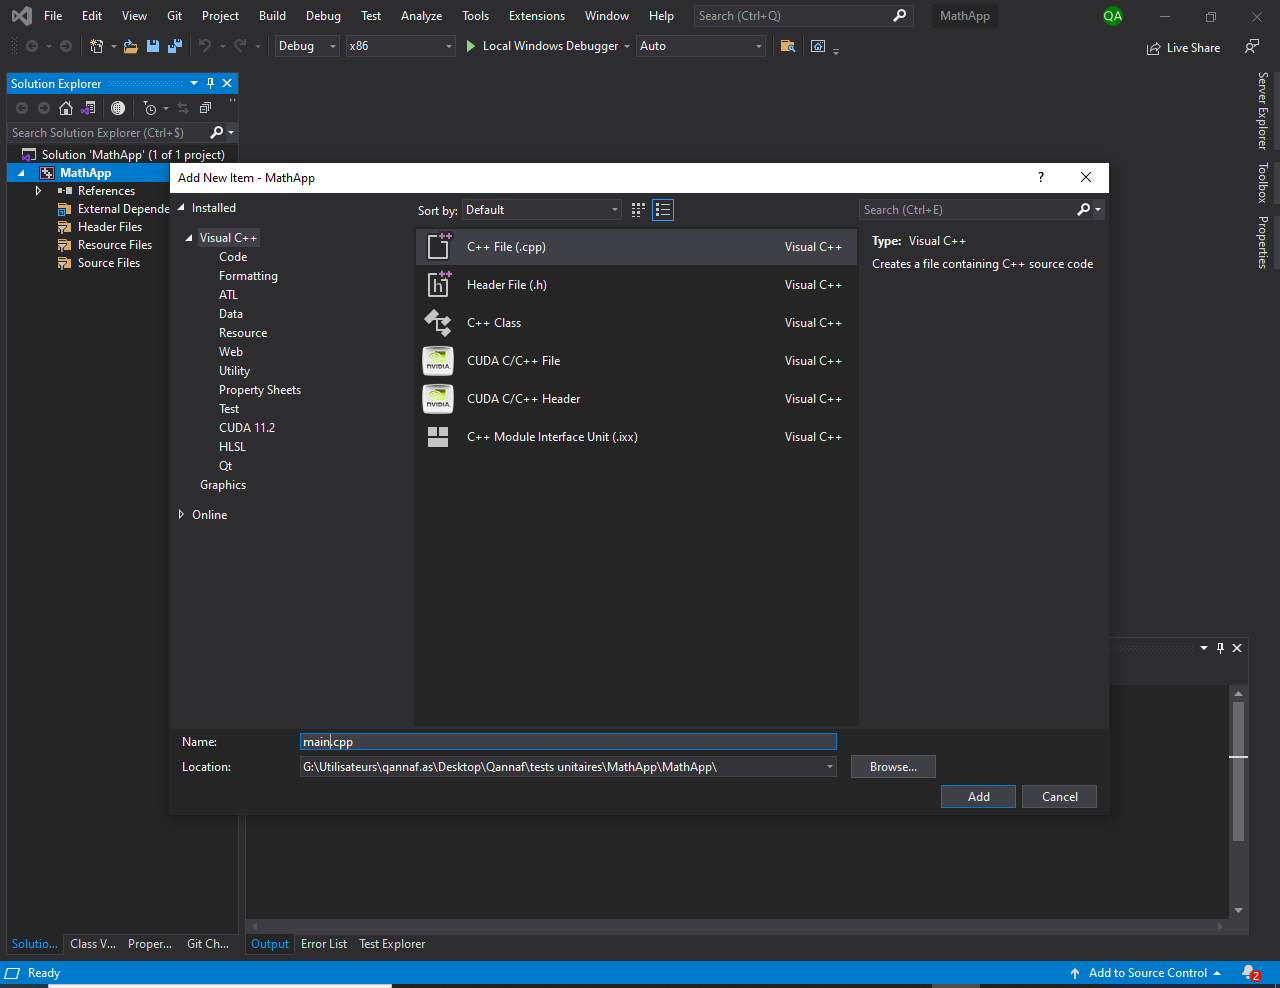 File Edit View Git Project Build Debug Test Analyze Tools Extensions Window Help Search (Ctrl+Q) MathApp QA
Debug x86 Local Windows Debugger Auto Live Share
Solution Explorer
Search Solution Explorer (Ctrl+$)
Solution 'MathApp' (1 of 1 project)
MathApp
References
External Depende
Header Files
Resource Files
Source Files
Add New Item - MathApp ?
Installed
Visual C++
Code
Formatting
ATL
Data
Resource
Web
Utility
Property Sheets
Test
CUDA 11.2
HLSL
Qt
Graphics
Online
Sort by: Default
Search (Ctrl+E)
C++ File (.cpp) Visual C++
Header File (.h) Visual C++
C++ Class Visual C++
NVIDIA. CUDA C/C++ File Visual C++
NVIDIA. CUDA C/C++ Header Visual C++
C++ Module Interface Unit (.ixx) Visual C++
Type: Visual C++
Creates a file containing C++ source code
Name: main.cpp
Location: G:\Utilisateurs\qannaf.as\Desktop\Qannaf\tests unitaires\MathApp\MathApp\ Browse...
Add Cancel
Server Explorer
Toolbox
Properties
Solutio... Class V... Proper... Git Ch... Output Error List Test Explorer
Ready Add to Source Control 2